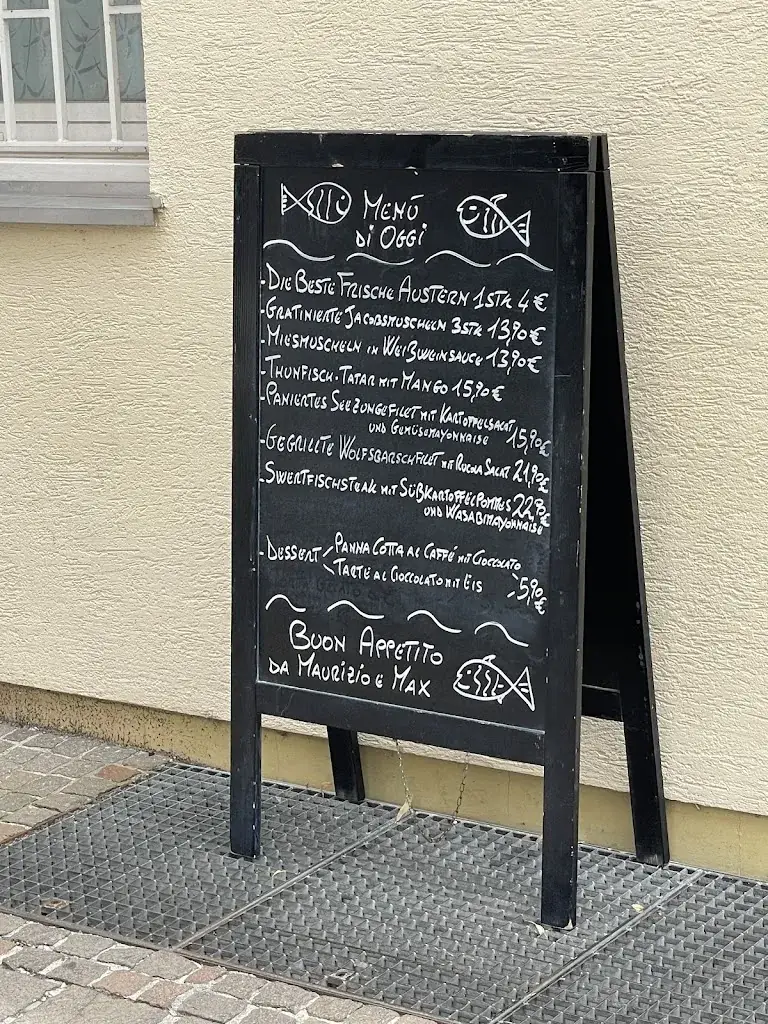 Menù
di Oggi
-Die Beste Frische Austern 1stk 4 €
-Gratinierte Jacobsmuscheln 3stk 13,90 €
-Miesmuscheln in Weißweinsauce 13,90 €
-Thunfisch-Tatar mit Mango 15,90 €
-Paniertes Seezungefilet mit Kartoffelsalat
und Gemüsemayonnaise 15,90 €
-Gegrillte Wolfsbarschfilet mit Rucola Salat 21,90 €
-Swertfischsteak mit Süßkartoffelpommes 22,90 €
und Wasabimayonnaise
-Dessert Panna Cotta al Caffé mit Cioccolato
Tarte al Cioccolato mit Eis 5,90 €
Buon Appetito
da Maurizio e Max